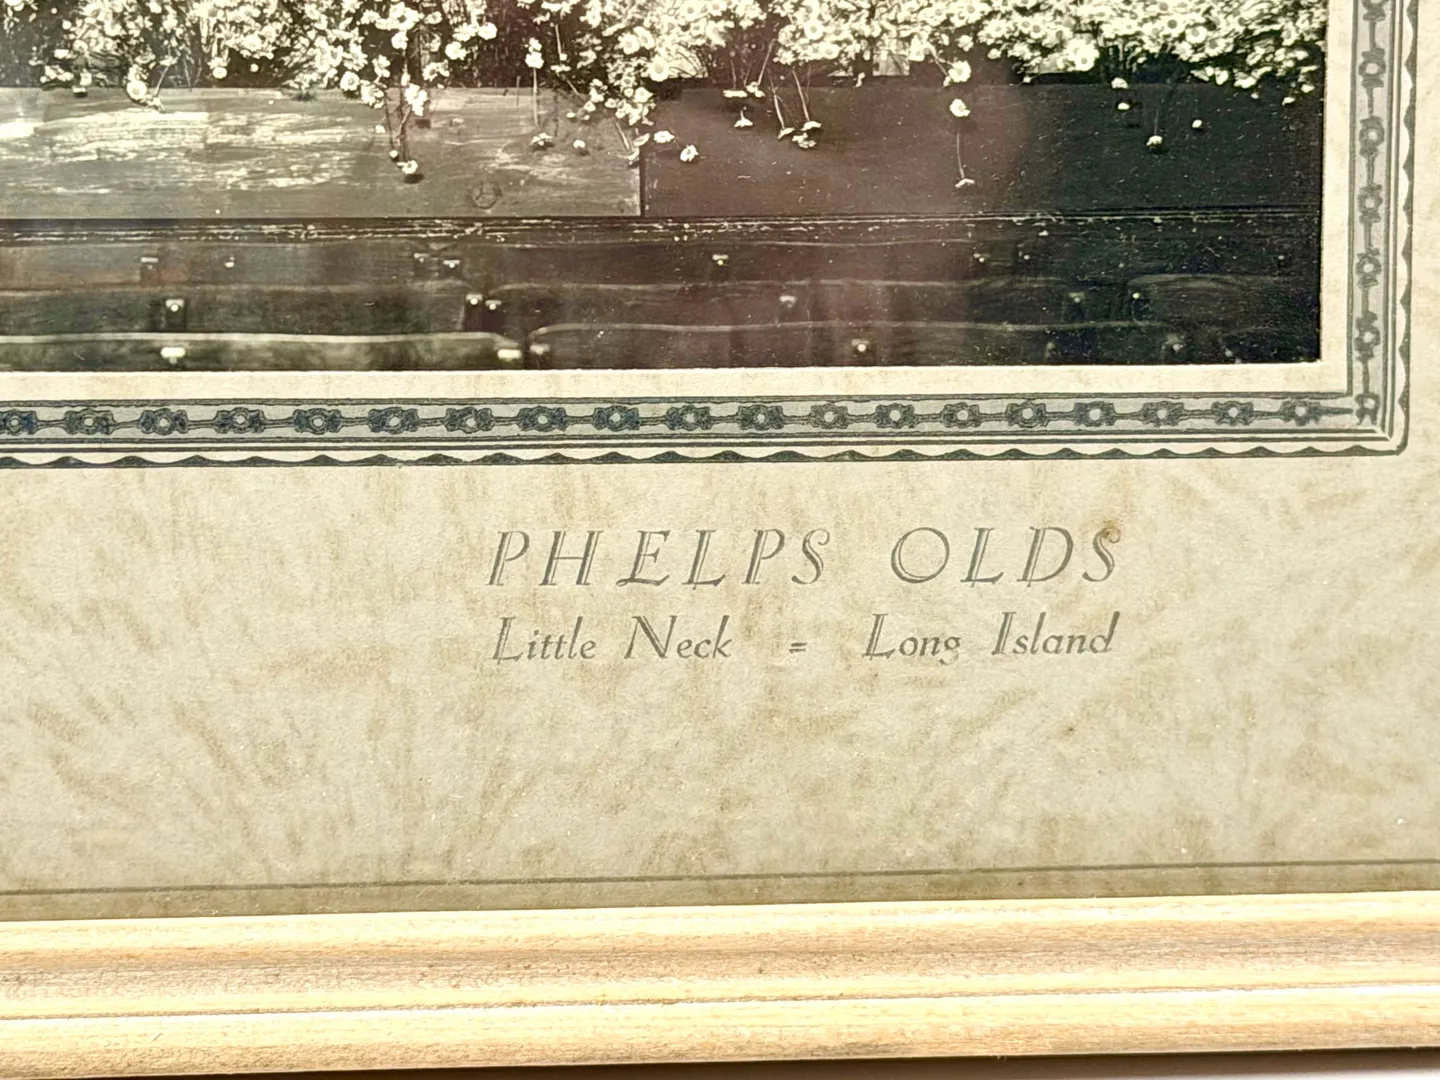 PHELPS OLDS
Little Neck = Long Island